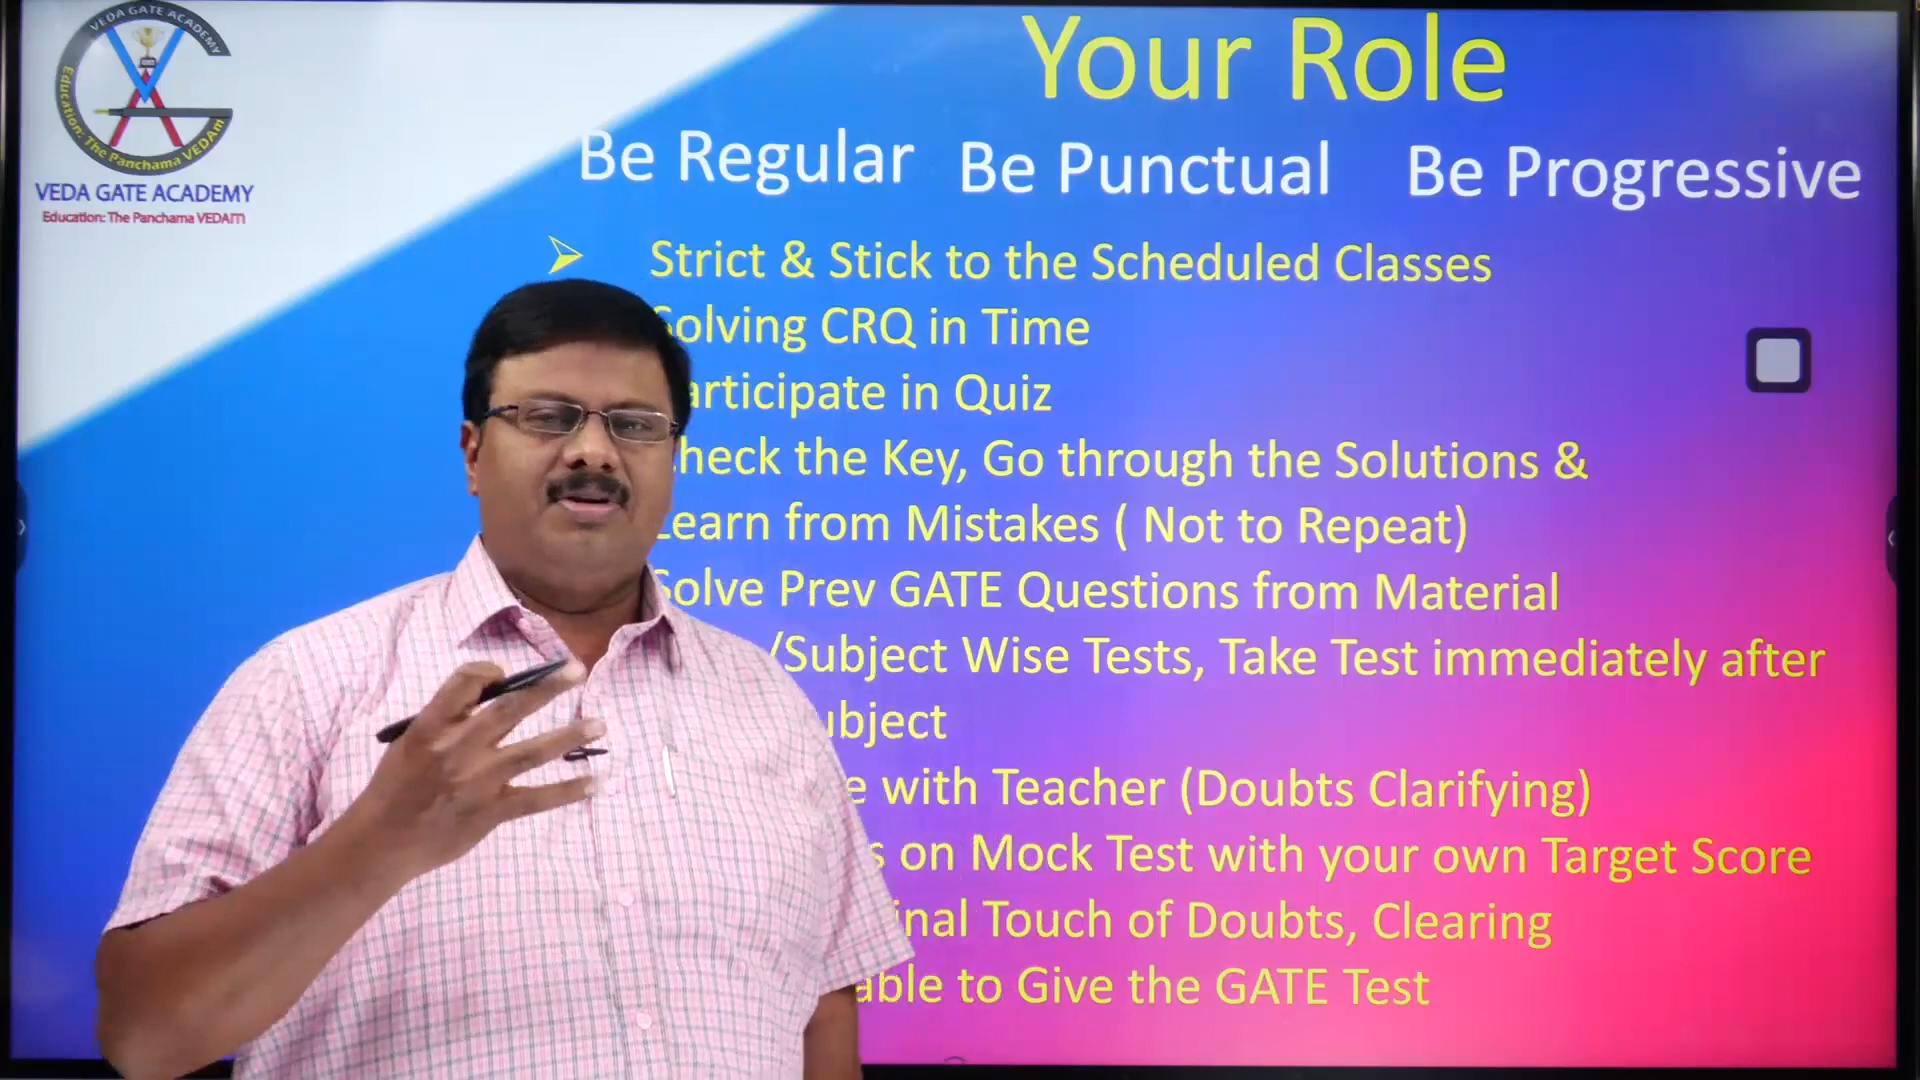 VEDA GATE ACADEMY
Education: The Panchama VEDAm
VEDA GATE ACADEMY
Education: The Panchama VEDAm
Your Role
Be Regular Be Punctual Be Progressive
Strict & Stick to the Scheduled Classes
Solving CRQ in Time
articipate in Quiz
heck the Key, Go through the Solutions &
Learn from Mistakes ( Not to Repeat)
Solve Prev GATE Questions from Material
/Subject Wise Tests, Take Test immediately after
ubject
e with Teacher (Doubts Clarifying)
s on Mock Test with your own Target Score
inal Touch of Doubts, Clearing
able to Give the GATE Test